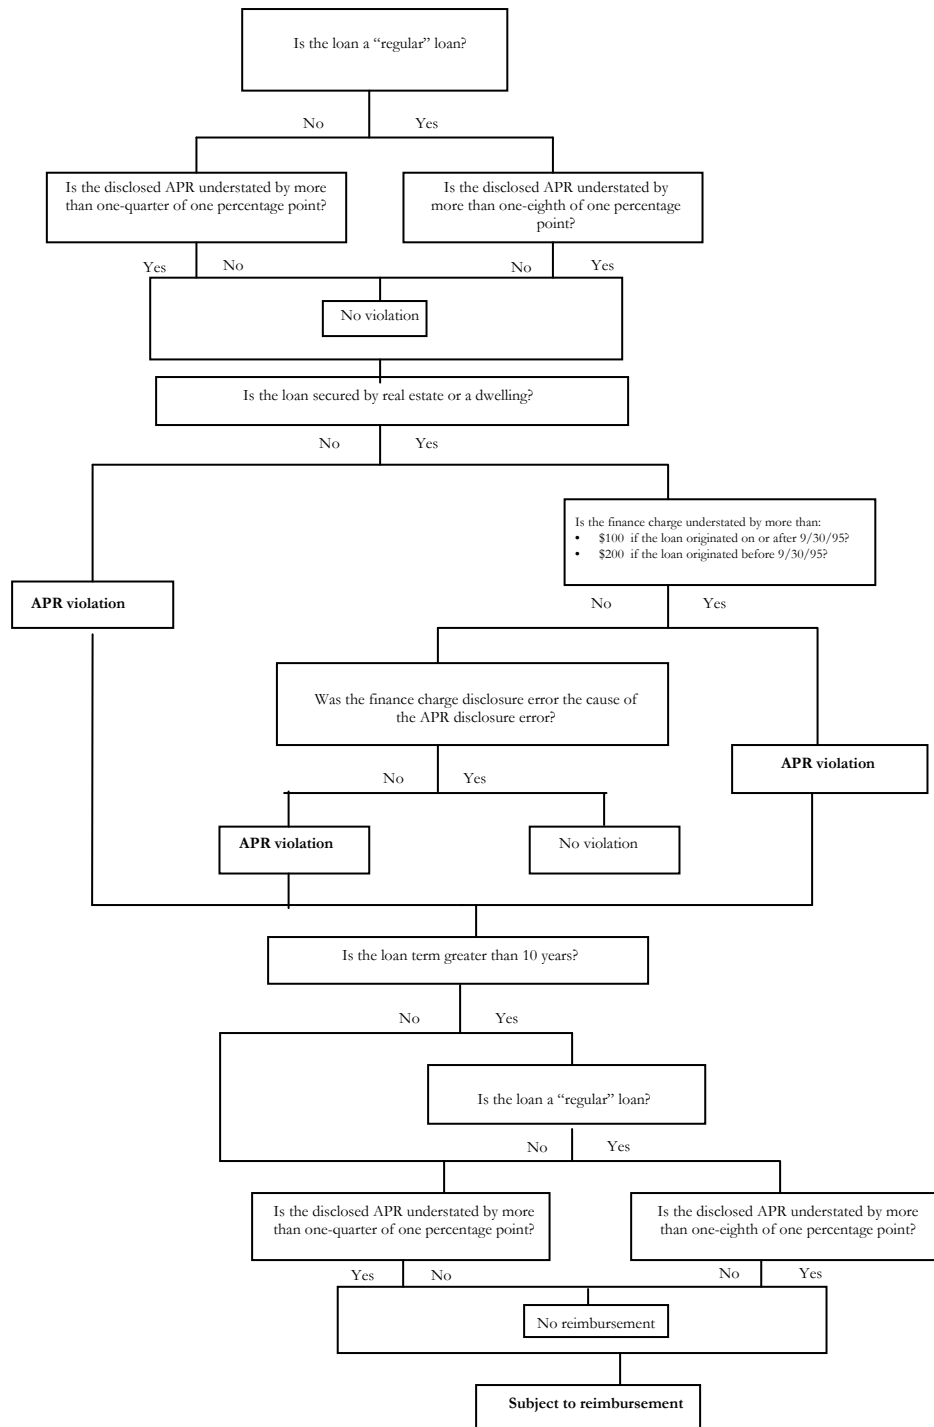 Is the loan a “regular” loan?
No Yes
Is the disclosed APR understated by more
than one-quarter of one percentage point?
Is the disclosed APR understated by
more than one-eighth of one percentage
point?
Yes No
No Yes
No violation
Is the loan secured by real estate or a dwelling?
No Yes
Is the finance charge understated by more than:
• $100 if the loan originated on or after 9/30/95?
• $200 if the loan originated before 9/30/95?
APR violation
No Yes
Was the finance charge disclosure error the cause of
the APR disclosure error?
APR violation
No Yes
APR violation
No violation
Is the loan term greater than 10 years?
No Yes
Is the loan a “regular” loan?
No Yes
Is the disclosed APR understated by more
than one-quarter of one percentage point?
Is the disclosed APR understated by more
than one-eighth of one percentage point?
Yes No
No Yes
No reimbursement
Subject to reimbursement